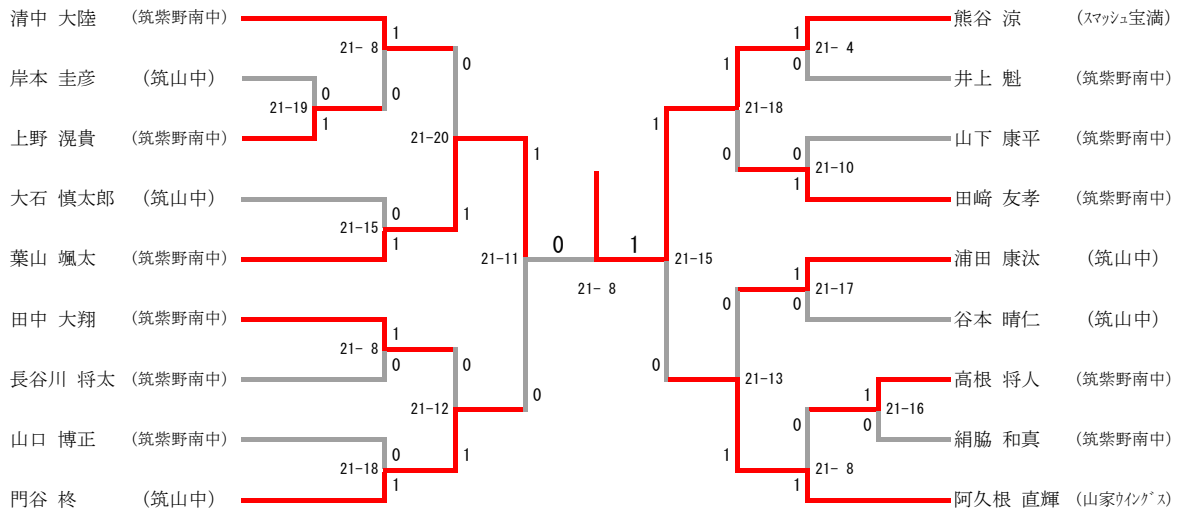 清中 大陸 (筑紫野南中)
岸本 圭彦 (筑山中)
上野 滉貴 (筑紫野南中)
大石 慎太郎 (筑山中)
葉山 颯太 (筑紫野南中)
田中 大翔 (筑紫野南中)
長谷川 将太 (筑紫野南中)
山口 博正 (筑紫野南中)
門谷 柊 (筑山中)
1
21- 8
0
0
21-19
0
1
21-20
1
0
21-15
1
1
21-11
1
21- 8
0
0
21-12
0
0
21-18
1
1
0
1
21- 8
1
1
21- 4
0
1
21-18
0
0
21-10
1
21-15
1
21-17
0
0
21-13
0
1
21-16
0
0
21- 8
1
1
熊谷 涼 (スマッシュ宝満)
井上 魁 (筑紫野南中)
山下 康平 (筑紫野南中)
田﨑 友孝 (筑紫野南中)
浦田 康汰 (筑山中)
谷本 晴仁 (筑山中)
高根 将人 (筑紫野南中)
絹脇 和真 (筑紫野南中)
阿久根 直輝 (山家ウイングス)